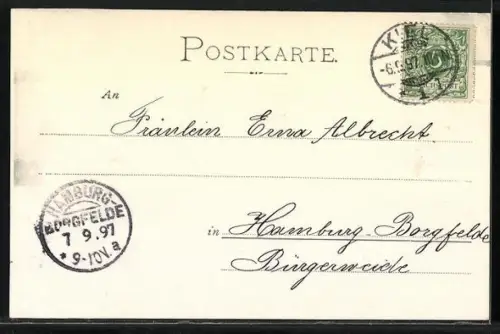 POSTKARTE.
KIEL
-6.9.97
An
Fräulein Erna Albrecht
HAMBURG-
BORGFELDE
7 9.97
* 9-10V. a
in Hamburg-Borgfelde
Bürgerweide